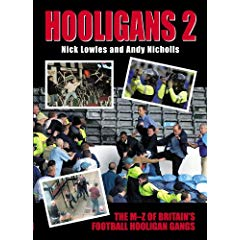 HOOLIGANS 2
Nick Lowles and Andy Nicholls
THE M–Z OF BRITAIN'S
FOOTBALL HOOLIGAN GANGS